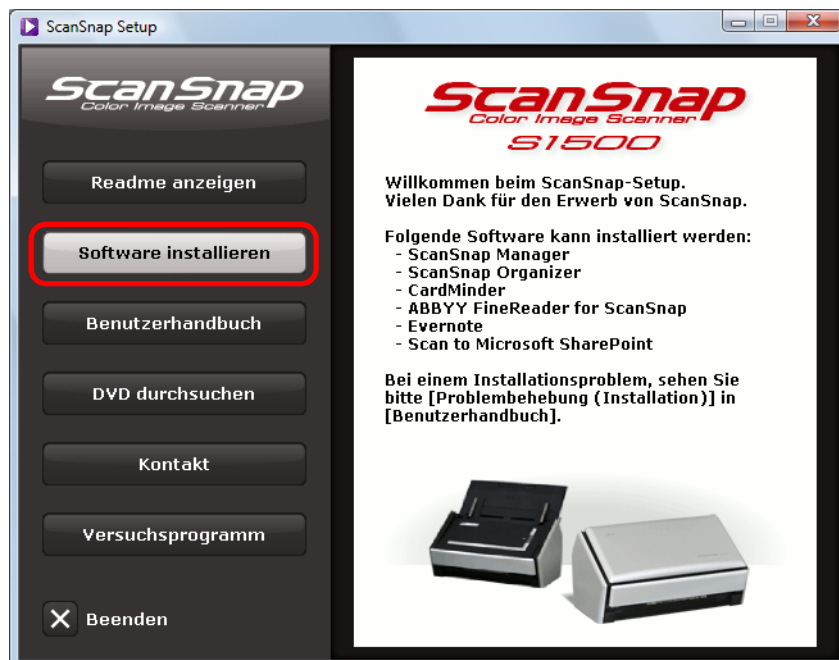 ScanSnap Setup
ScanSnap
Color Image Scanner
Readme anzeigen
Software installieren
Benutzerhandbuch
DVD durchsuchen
Kontakt
Versuchsprogramm
Beenden
ScanSnap
Color Image Scanner
S1500
Willkommen beim ScanSnap-Setup.
Vielen Dank für den Erwerb von ScanSnap.
Folgende Software kann installiert werden:
- ScanSnap Manager
- ScanSnap Organizer
- CardMinder
- ABBYY FineReader for ScanSnap
- Evernote
- Scan to Microsoft SharePoint
Bei einem Installationsproblem, sehen Sie
bitte [Problembehebung (Installation)] in
[Benutzerhandbuch].